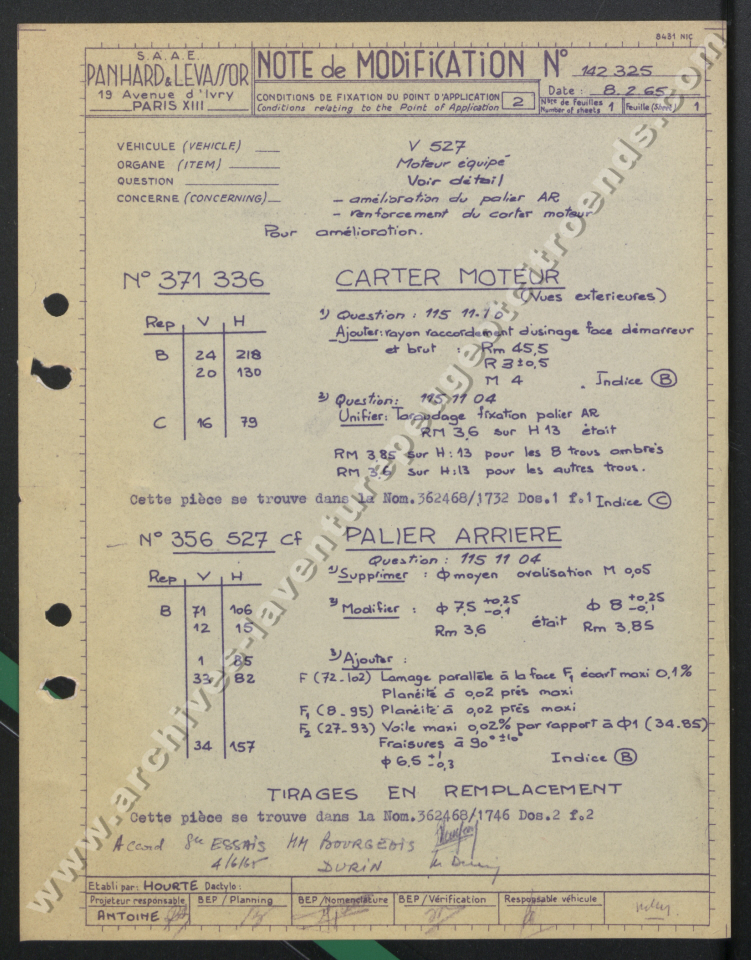 8431 NIC
S.A.A.E.
PANHARD & LEVASSOR
19 Avenue d'Ivry
PARIS XIII
NOTE de MODIFICATION N° 142 325
CONDITIONS DE FIXATION DU POINT D'APPLICATION 2
Conditions relating to the Point of Application
Date : 8.2.65
Nbre de Feuilles 1
Number of sheets
Feuille (Sheet) 1
VEHICULE (VEHICLE) V 527
ORGANE (ITEM) Moteur équipé
QUESTION Voir détail
CONCERNE (CONCERNING) - amélioration du palier AR
- renforcement du carter moteur
Pour amélioration.
N° 371 336 CARTER MOTEUR
(Vues exterieures)
Rep V H
B 24 218
20 130
C 16 79
1) Question : 115 11-10
Ajouter: rayon raccordement d'usinage face démarreur
et brut : Rm 45,5
R 3 ± 0,5
M 4 . Indice (B)
2) Question: 115 11 04
Unifier: Taraudage fixation palier AR
RM 3,6 sur H 13 était
RM 3,85 sur H:13 pour les 8 trous ombrés
RM 3,6 sur H:13 pour les autres trous.
Cette pièce se trouve dans la Nom.362468/1732 Dos.1 f.1 Indice (C)
N° 356 527 cf PALIER ARRIERE
Question : 115 11 04
Rep V H
B 71 106
12 15
1 85
33 82
34 157
1) Supprimer : ϕ moyen ovalisation M 0,05
2) Modifier : ϕ 7,5 +0,25 -0,1 était ϕ 8 +0,25 -0,1
Rm 3,6 Rm 3,85
3) Ajouter :
F (72-102) Lamage parallèle à la face F1 écart maxi 0,1%
Planéité à 0,02 près maxi
F1 (8-95) Planéité à 0,02 près maxi
F2 (27-93) Voile maxi 0,02% par rapport à ϕ1 (34-85)
Fraisures à 90° ±10°
ϕ 6,5 +1 -0,3 Indice (B)
TIRAGES EN REMPLACEMENT
Cette pièce se trouve dans la Nom.362468/1746 Dos.2 f.2
Accord Sce ESSAIS MM BOURGEOIS
4/6/65 DURIN
Etabli par: HOURTE Dactylo:
Projeteur responsable
ANTOINE
BEP / Planning
BEP / Nomenclature
BEP / Vérification
Responsable véhicule
www.archives-laventurepeugeotcitroends.com